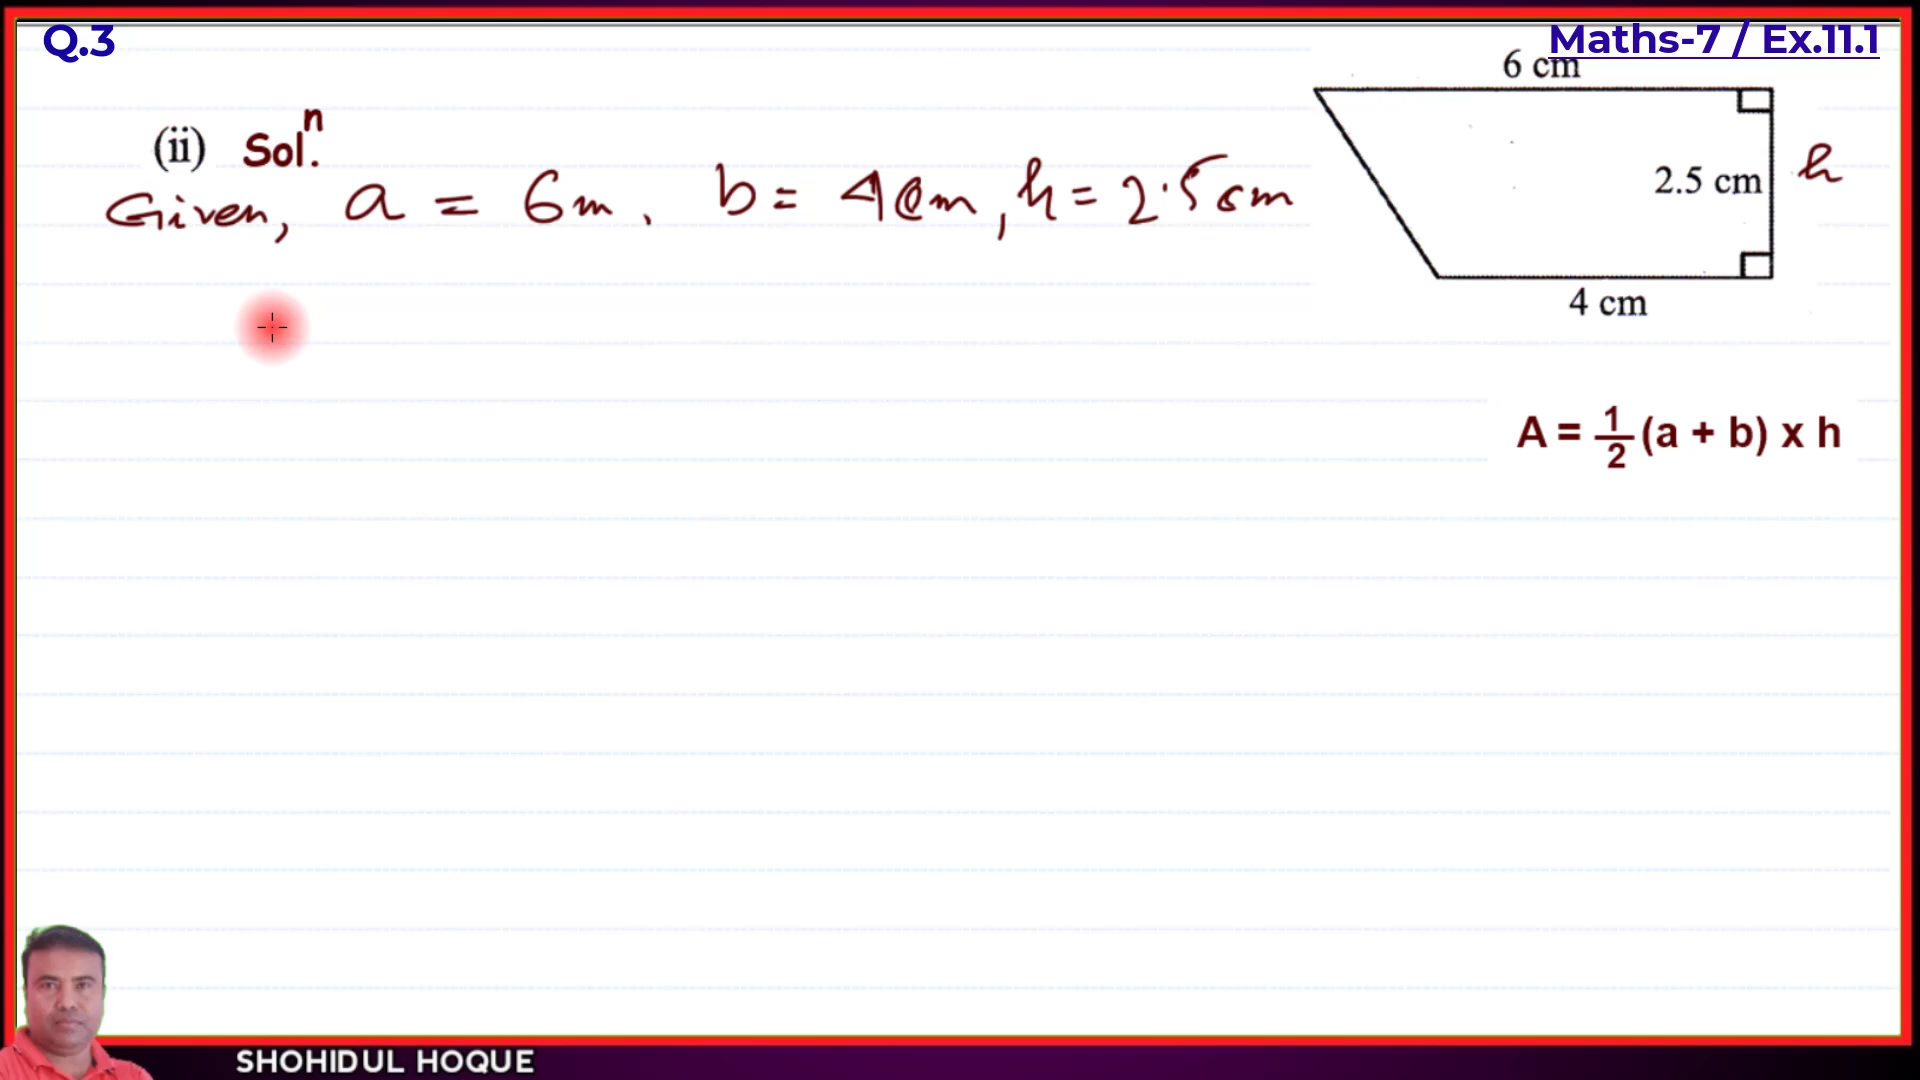 Q.3
Maths-7 / Ex.11.1
6 cm
(ii) Solⁿ.
Given, a = 6m. b = 4cm, h = 2.5cm
2.5 cm h
4 cm
A = 1/2 (a + b) x h
SHOHIDUL HOQUE